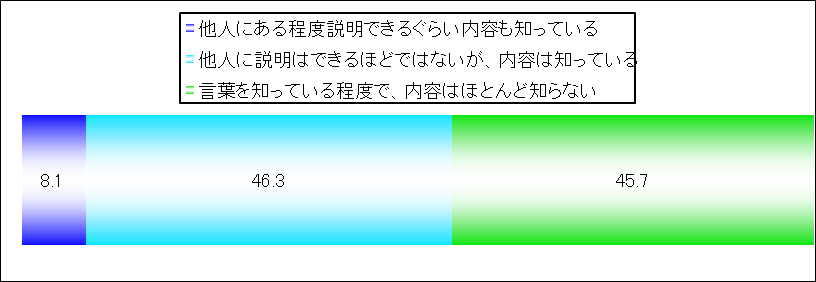 他人にある程度説明できるぐらい内容も知っている
他人に説明はできるほどではないが、内容は知っている
言葉を知っている程度で、内容はほとんど知らない
8.1 46.3 45.7